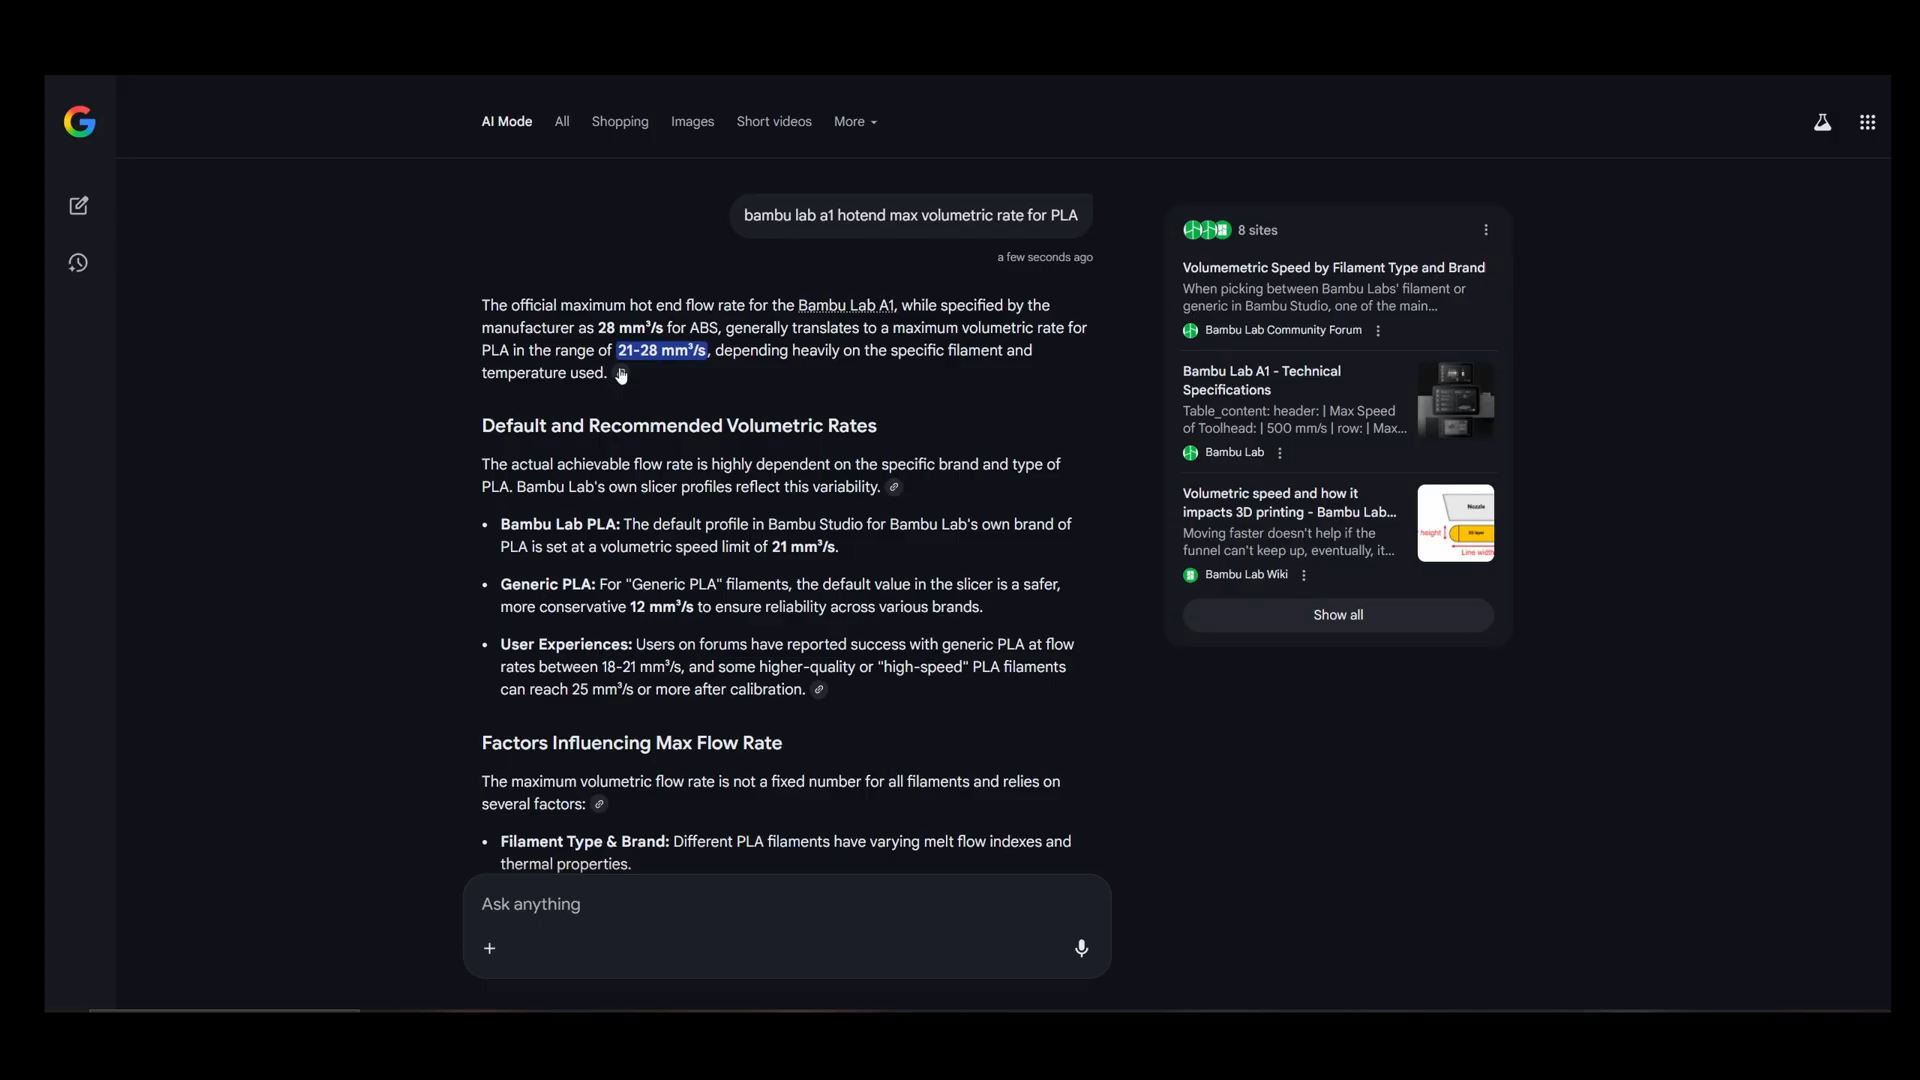 AI Mode All Shopping Images Short videos More
bambu lab a1 hotend max volumetric rate for PLA
a few seconds ago
The official maximum hot end flow rate for the Bambu Lab A1, while specified by the
manufacturer as 28 mm³/s for ABS, generally translates to a maximum volumetric rate for
PLA in the range of 21-28 mm³/s, depending heavily on the specific filament and
temperature used.
Default and Recommended Volumetric Rates
The actual achievable flow rate is highly dependent on the specific brand and type of
PLA. Bambu Lab's own slicer profiles reflect this variability.
• Bambu Lab PLA: The default profile in Bambu Studio for Bambu Lab's own brand of
PLA is set at a volumetric speed limit of 21 mm³/s.
• Generic PLA: For "Generic PLA" filaments, the default value in the slicer is a safer,
more conservative 12 mm³/s to ensure reliability across various brands.
• User Experiences: Users on forums have reported success with generic PLA at flow
rates between 18-21 mm³/s, and some higher-quality or "high-speed" PLA filaments
can reach 25 mm³/s or more after calibration.
Factors Influencing Max Flow Rate
The maximum volumetric flow rate is not a fixed number for all filaments and relies on
several factors:
• Filament Type & Brand: Different PLA filaments have varying melt flow indexes and
thermal properties.
Ask anything
8 sites
Volumemetric Speed by Filament Type and Brand
When picking between Bambu Labs' filament or
generic in Bambu Studio, one of the main...
Bambu Lab Community Forum
Bambu Lab A1 - Technical
Specifications
Table_content: header: | Max Speed
of Toolhead: | 500 mm/s | row: | Max...
Bambu Lab
Volumetric speed and how it
impacts 3D printing - Bambu Lab...
Moving faster doesn't help if the
funnel can't keep up, eventually, it...
Bambu Lab Wiki
Nozzle
height
Line width
Show all